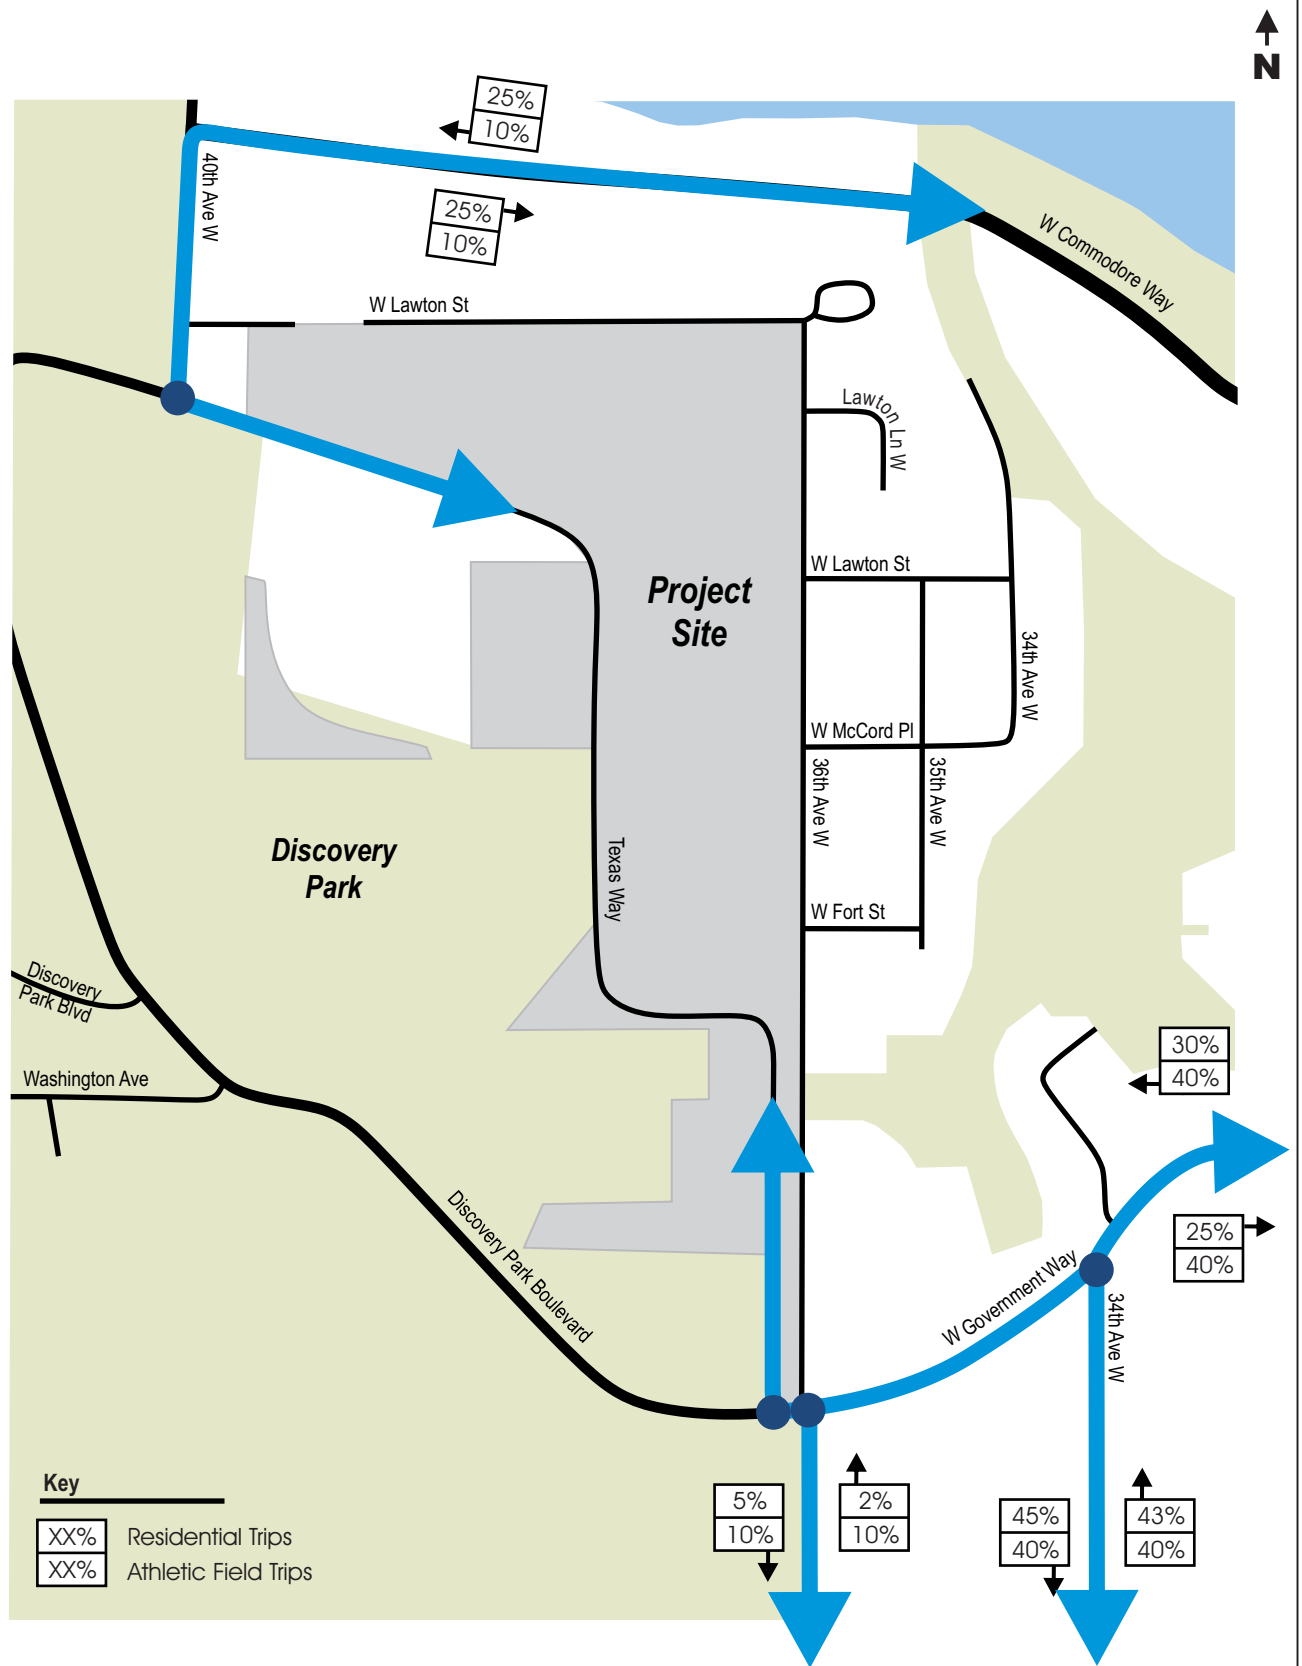 N
25%
10%
40th Ave W
25%
10%
W Commodore Way
W Lawton St
Lawton Ln W
W Lawton St
Project
Site
34th Ave W
W McCord Pl
36th Ave W
35th Ave W
Discovery
Park
Texas Way
W Fort St
Discovery
Park Blvd
Washington Ave
30%
40%
Discovery Park Boulevard
25%
40%
W Government Way
34th Ave W
Key
XX% Residential Trips
XX% Athletic Field Trips
5%
10%
2%
10%
45%
40%
43%
40%